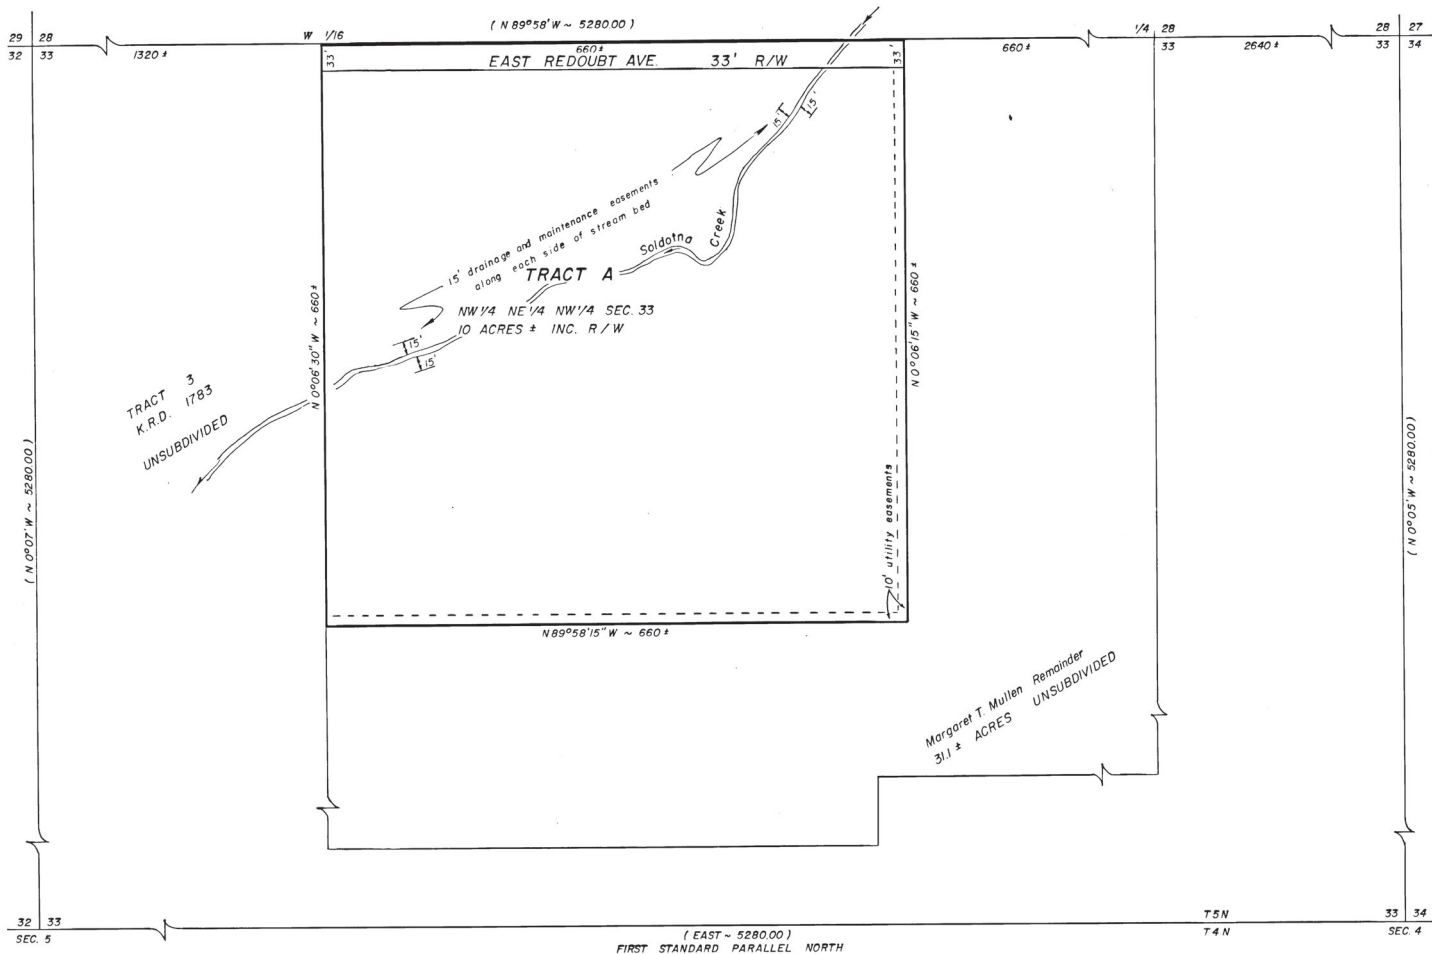 ( N 89°58' W ~ 5280.00 )
29 28
32 33
W 1/16
1/4 28
33
28 27
33 34
1320 ±
660 ±
660 ±
2640 ±
33'
EAST REDOUBT AVE. 33' R/W
33'
15'
15'
15' drainage and maintenance easements
along each side of stream bed
Soldotna Creek
TRACT A
NW 1/4 NE 1/4 NW 1/4 SEC. 33
10 ACRES ± INC. R/W
15'
15'
N 0°06'30" W ~ 660 ±
N 0°06'15" W ~ 660 ±
TRACT 3
K.R.D. 1783
UNSUBDIVIDED
( N 0°07' W ~ 5280.00 )
( N 0°05' W ~ 5280.00 )
10' utility easements
N 89°58'15" W ~ 660 ±
Margaret T. Mullen Remainder
31.1 ± ACRES UNSUBDIVIDED
32 33
SEC. 5
T 5 N
T 4 N
33 34
SEC. 4
( EAST ~ 5280.00 )
FIRST STANDARD PARALLEL NORTH